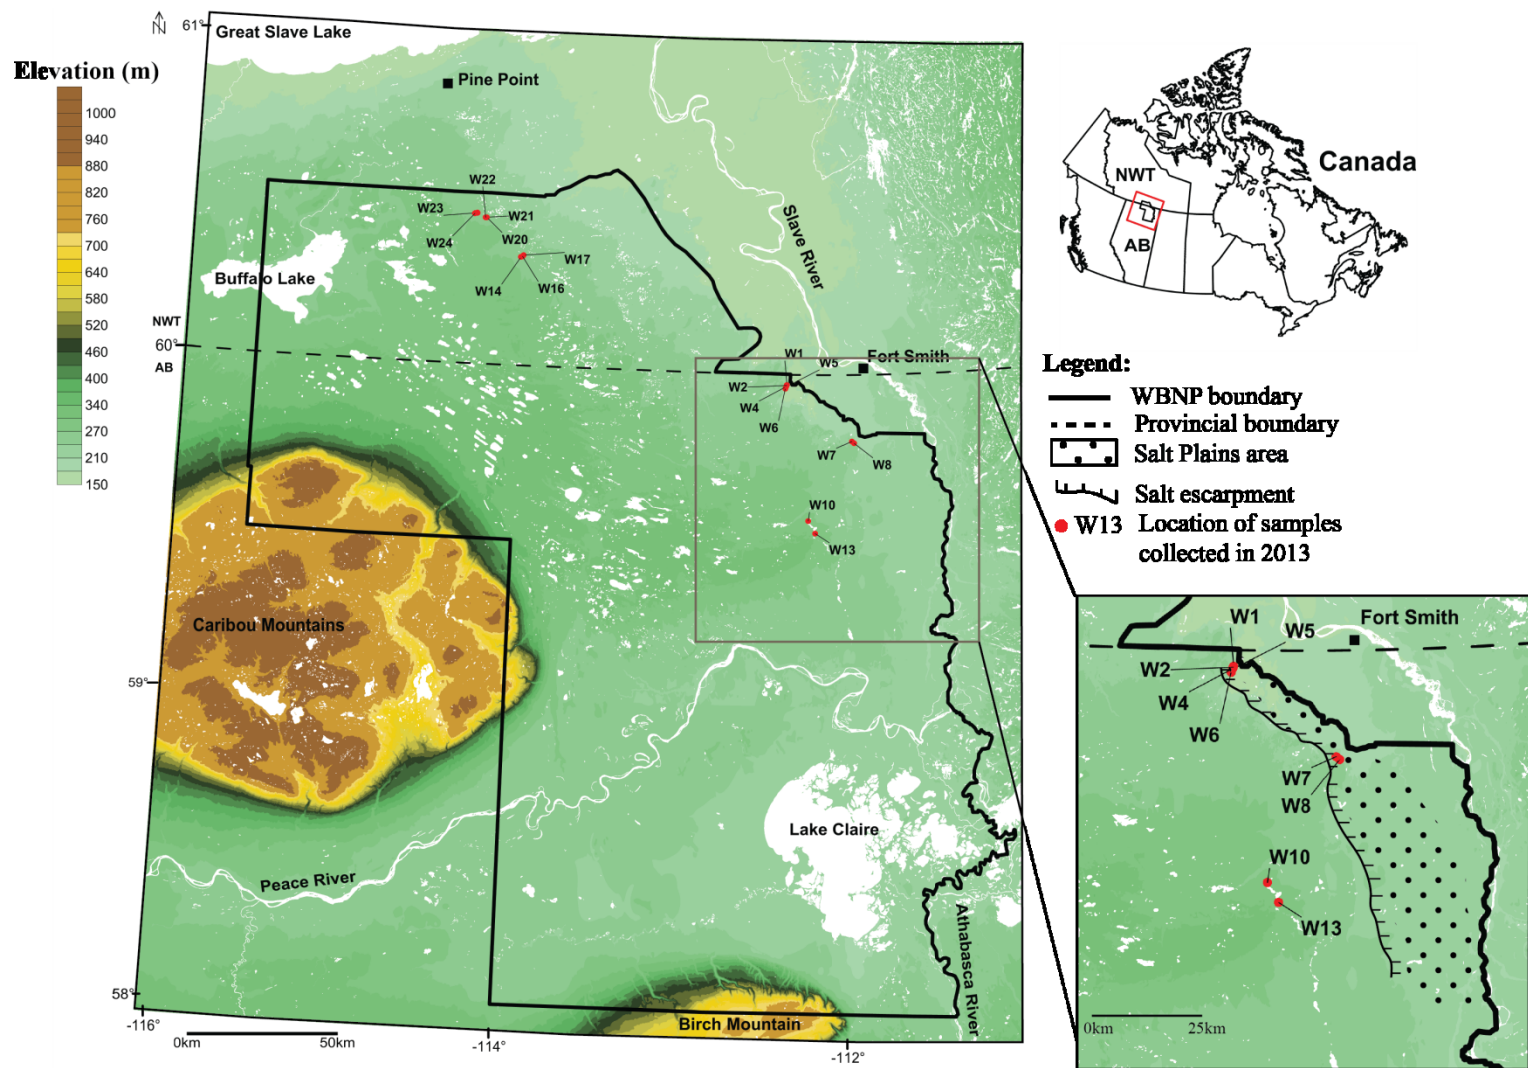 N
61°
Great Slave Lake
Elevation (m)
Pine Point
1000
940
880
820
760
700
640
580
520
460
400
340
270
210
150
W22
W23
W21
W24
W20
W17
W14
W16
Buffalo Lake
Slave River
NWT
60°
AB
W1
W5
Fort Smith
W2
W4
W6
W7
W8
W10
W13
Caribou Mountains
59°
Lake Claire
Peace River
Athabasca River
58°
Birch Mountain
-116°
-114°
-112°
0km
50km
Canada
NWT
AB
Legend:
WBNP boundary
Provincial boundary
Salt Plains area
Salt escarpment
W13 Location of samples
collected in 2013
W1
W5
Fort Smith
W2
W4
W6
W7
W8
W10
W13
0km
25km